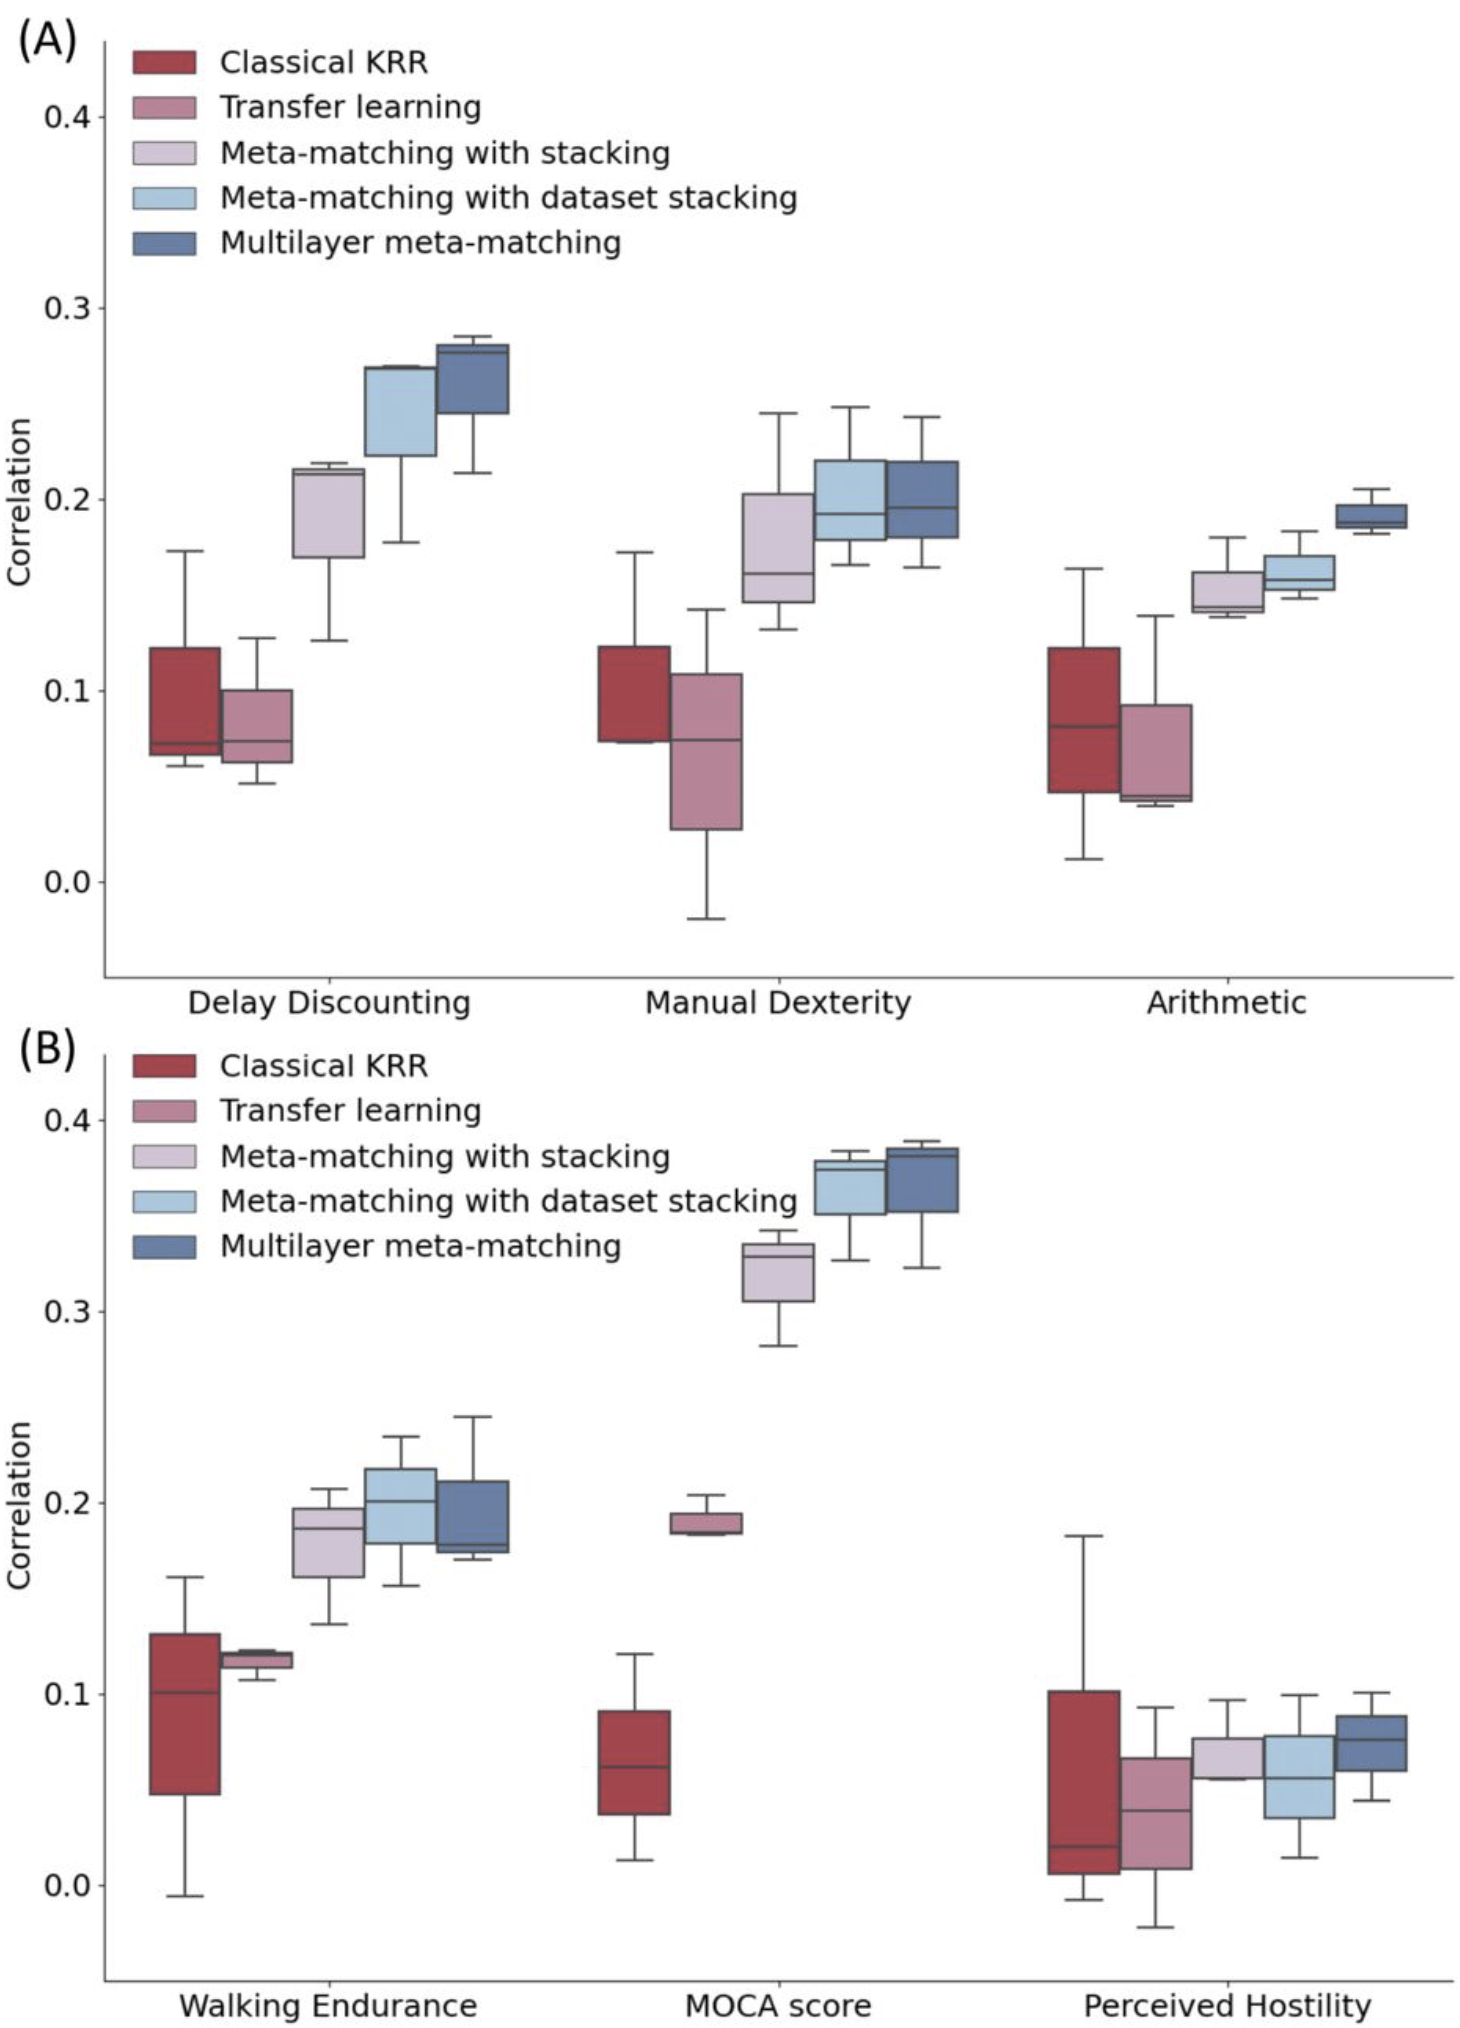 (A)
Classical KRR
Transfer learning
Meta-matching with stacking
Meta-matching with dataset stacking
Multilayer meta-matching
0.4
0.3
0.2
0.1
0.0
Correlation
Delay Discounting Manual Dexterity Arithmetic
(B)
Classical KRR
Transfer learning
Meta-matching with stacking
Meta-matching with dataset stacking
Multilayer meta-matching
0.4
0.3
0.2
0.1
0.0
Correlation
Walking Endurance MOCA score Perceived Hostility